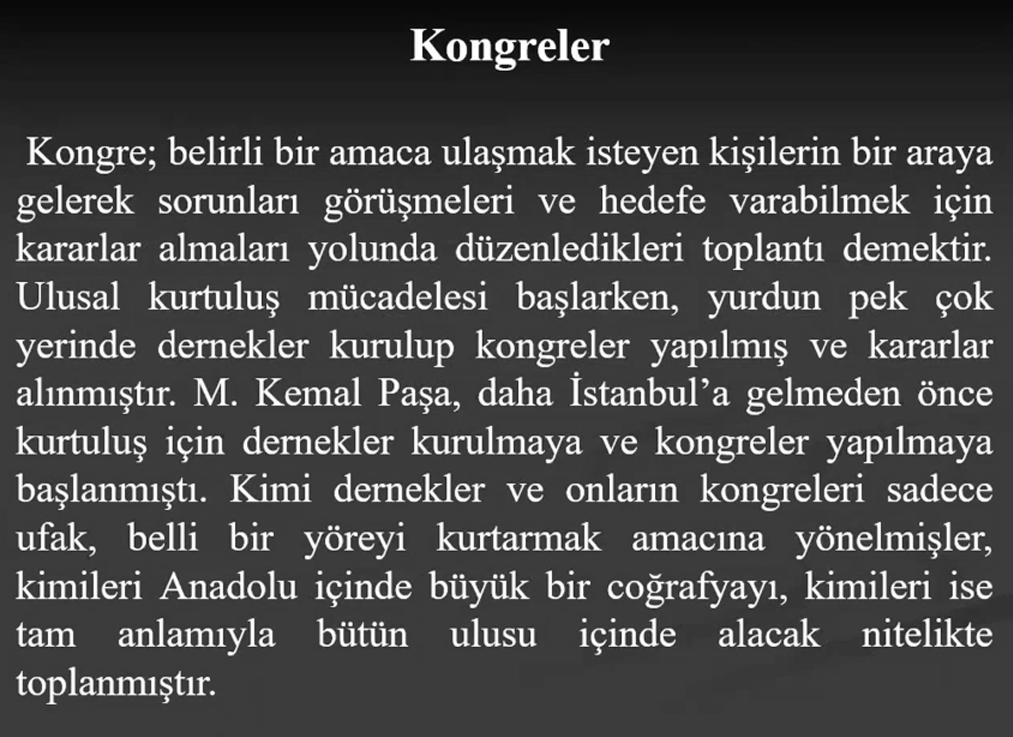 Kongreler
Kongre; belirli bir amaca ulaşmak isteyen kişilerin bir araya
gelerek sorunları görüşmeleri ve hedefe varabilmek için
kararlar almaları yolunda düzenledikleri toplantı demektir.
Ulusal kurtuluş mücadelesi başlarken, yurdun pek çok
yerinde dernekler kurulup kongreler yapılmış ve kararlar
alınmıştır. M. Kemal Paşa, daha İstanbul’a gelmeden önce
kurtuluş için dernekler kurulmaya ve kongreler yapılmaya
başlanmıştı. Kimi dernekler ve onların kongreleri sadece
ufak, belli bir yöreyi kurtarmak amacına yönelmişler,
kimileri Anadolu içinde büyük bir coğrafyayı, kimileri ise
tam anlamıyla bütün ulusu içinde alacak nitelikte
toplanmıştır.